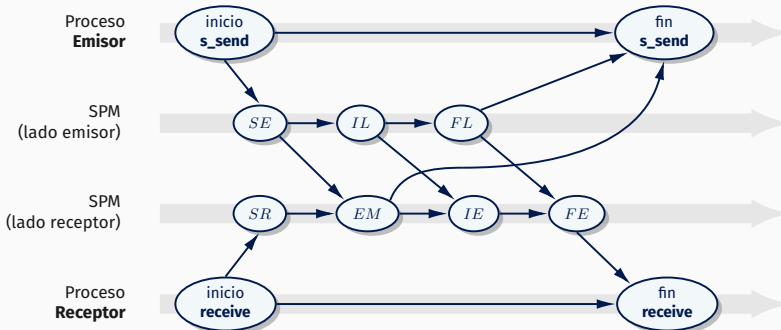 Proceso
Emisor
inicio
s_send
fin
s_send
SPM
(lado emisor)
SE
IL
FL
SPM
(lado receptor)
SR
EM
IE
FE
Proceso
Receptor
inicio
receive
fin
receive